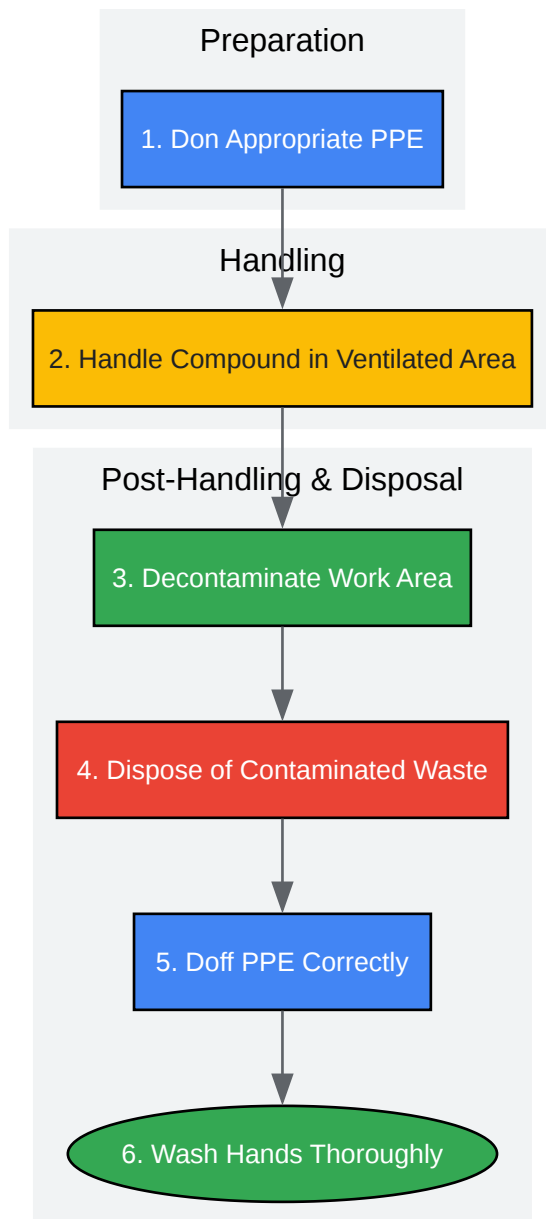 Preparation
1. Don Appropriate PPE
Handling
2. Handle Compound in Ventilated Area
Post-Handling & Disposal
3. Decontaminate Work Area
4. Dispose of Contaminated Waste
5. Doff PPE Correctly
6. Wash Hands Thoroughly